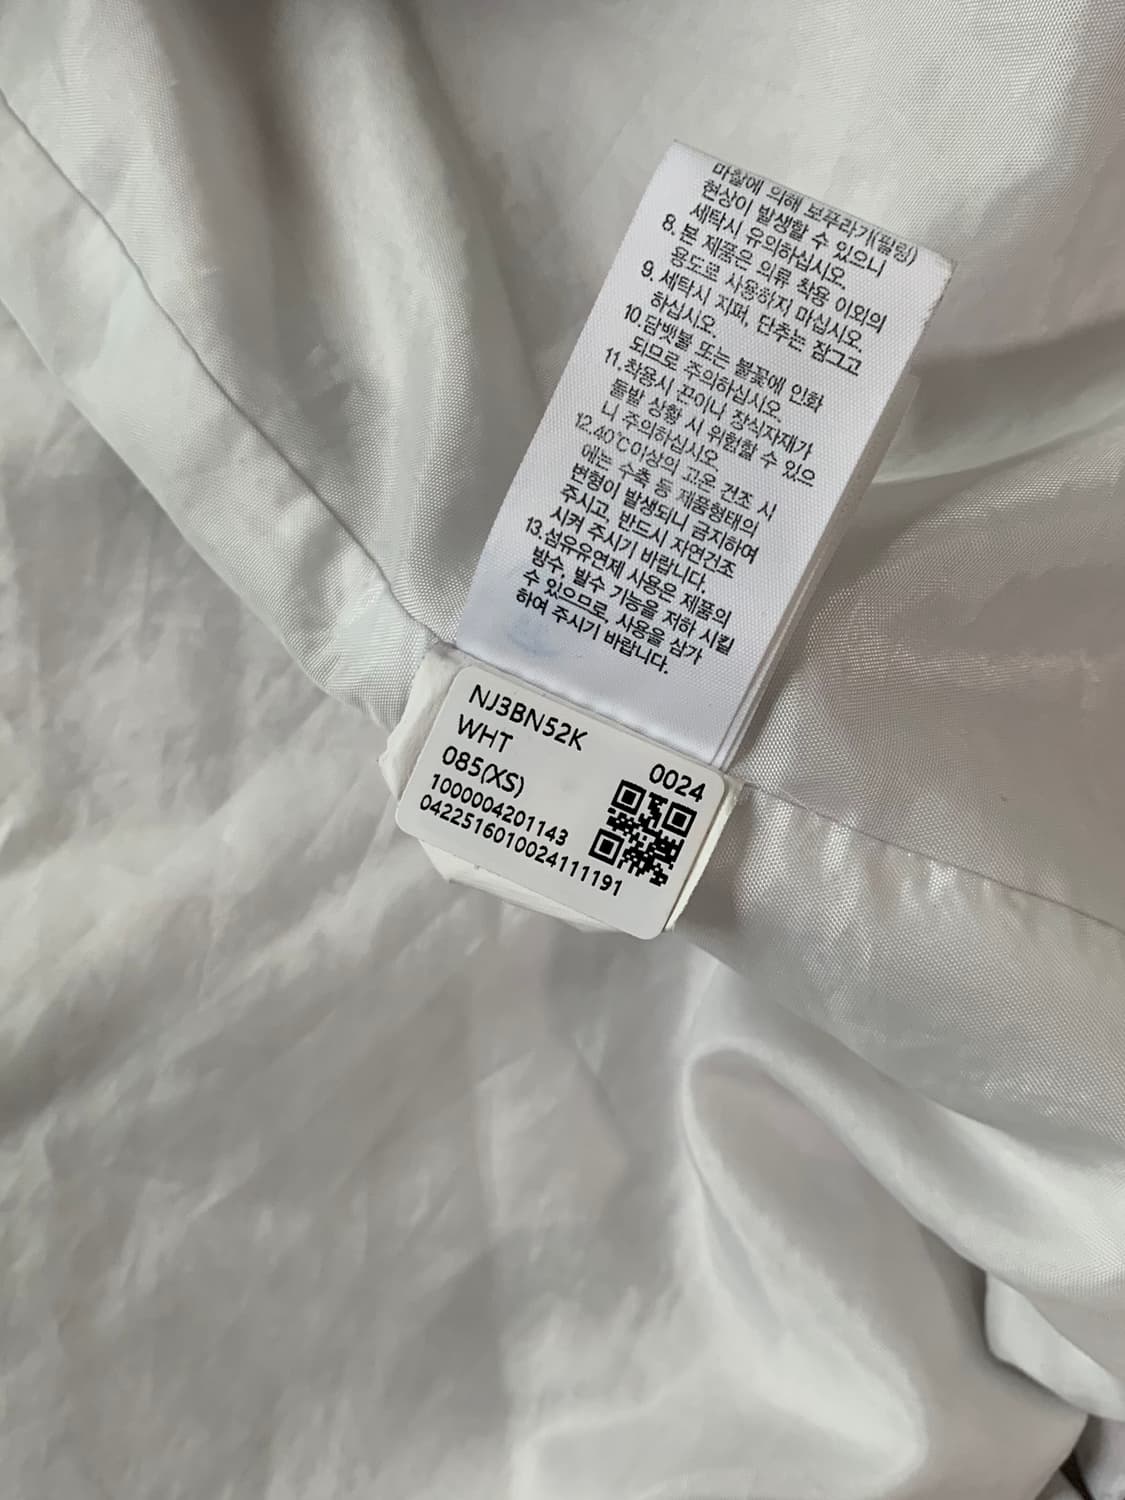 마찰에 의해 보푸라기(필링)
현상이 발생할 수 있으니
세탁시 유의하십시오.
8. 본 제품은 의류 착용 이외의
용도로 사용하지 마십시오.
9. 세탁시 지퍼, 단추는 잠그고
하십시오.
10.담뱃불 또는 불꽃에 인화
되므로 주의하십시오.
11.착용시 끈이나 장식자재가
돌발 상황 시 위험할 수 있으
니 주의하십시오.
12.40℃이상의 고온 건조 시
에는 수축 등 제품형태의
변형이 발생되니 금지하여
주시고, 반드시 자연건조
시켜 주시기 바랍니다.
13.섬유유연제 사용은 제품의
방수, 발수 기능을 저하 시킬
수 있으므로, 사용을 삼가
하여 주시기 바랍니다.
NJ3BN52K
WHT
0024
085(XS)
1000004201143
0422516010024111191